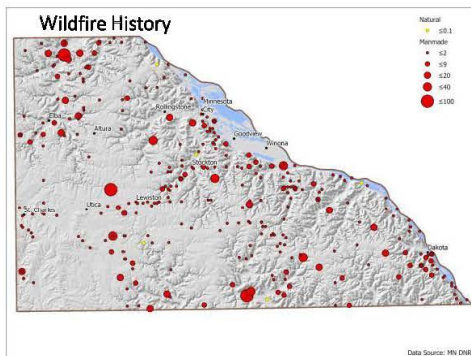 Wildfire History
Natural
≤0.1
Manmade
≤2
≤9
≤20
≤40
≤100
Minnesota
City
Rollingstone
Elba
Altura
Goodview
Winona
Stockton
Lewiston
Utica
St. Charles
Dakota
Data Source: MN DNR